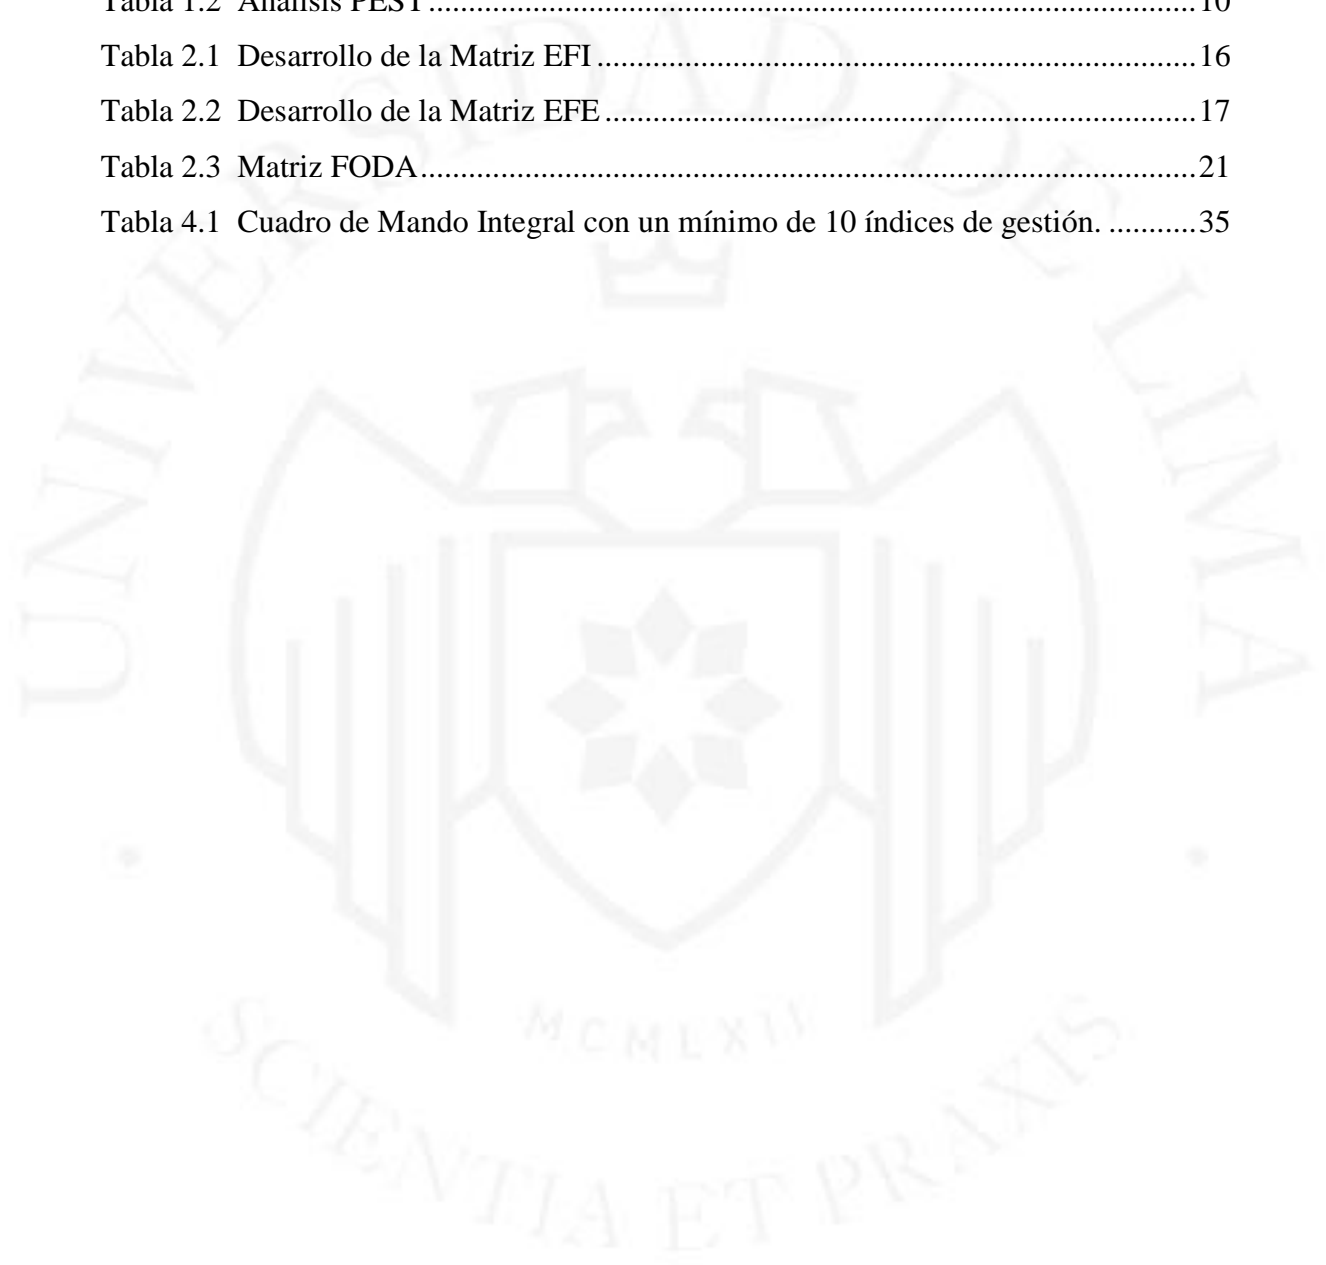 Tabla 1.2 Análisis PEST............................................................................................10
Tabla 2.1 Desarrollo de la Matriz EFI........................................................................16
Tabla 2.2 Desarrollo de la Matriz EFE.......................................................................17
Tabla 2.3 Matriz FODA.............................................................................................21
Tabla 4.1 Cuadro de Mando Integral con un mínimo de 10 índices de gestión. ...........35
UNIVERSIDAD DE LIMA
MCMLXII
SCIENTIA ET PRAXIS